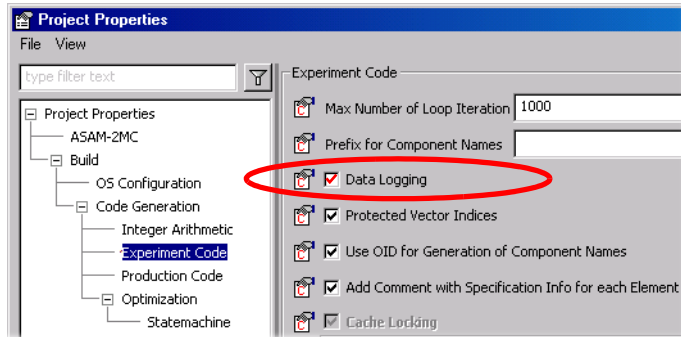 Project Properties
File View
type filter text
Project Properties
ASAM-2MC
Build
OS Configuration
Code Generation
Integer Arithmetic
Experiment Code
Production Code
Optimization
Statemachine
Experiment Code
Max Number of Loop Iteration 1000
Prefix for Component Names
Data Logging
Protected Vector Indices
Use OID for Generation of Component Names
Add Comment with Specification Info for each Element
Cache Locking